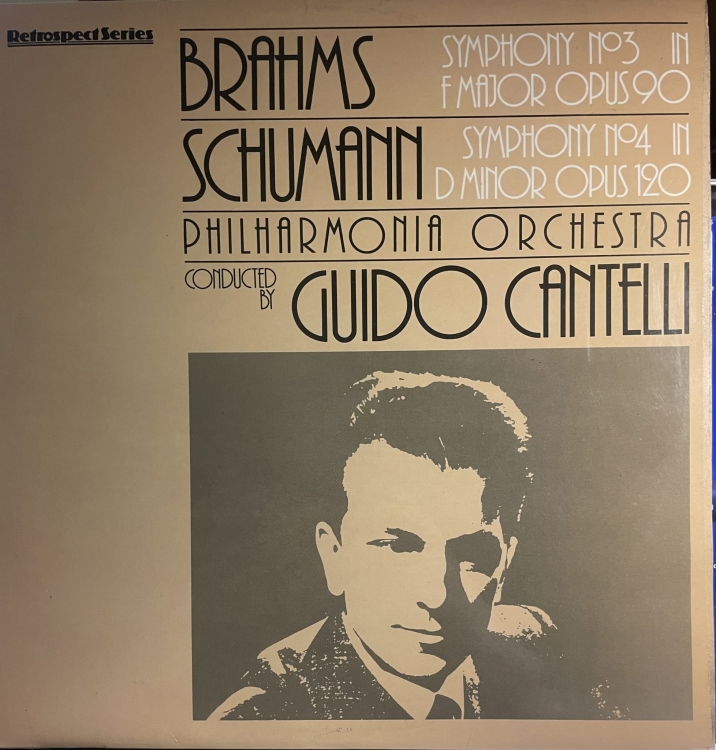 Retrospect Series
BRAHMS
SYMPHONY Nº3 IN
F MAJOR OPUS 90
SCHUMANN
SYMPHONY Nº4 IN
D MINOR OPUS 120
PHILHARMONIA ORCHESTRA
CONDUCTED
BY
GUIDO CANTELLI